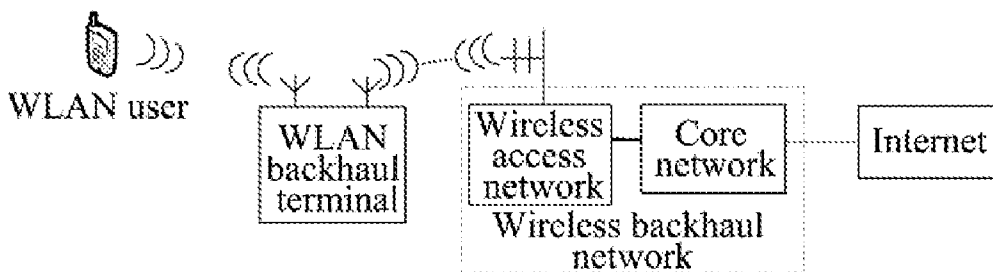 WLAN user
WLAN
backhaul
terminal
Wireless
access
network
Core
network
Internet
Wireless backhaul
network